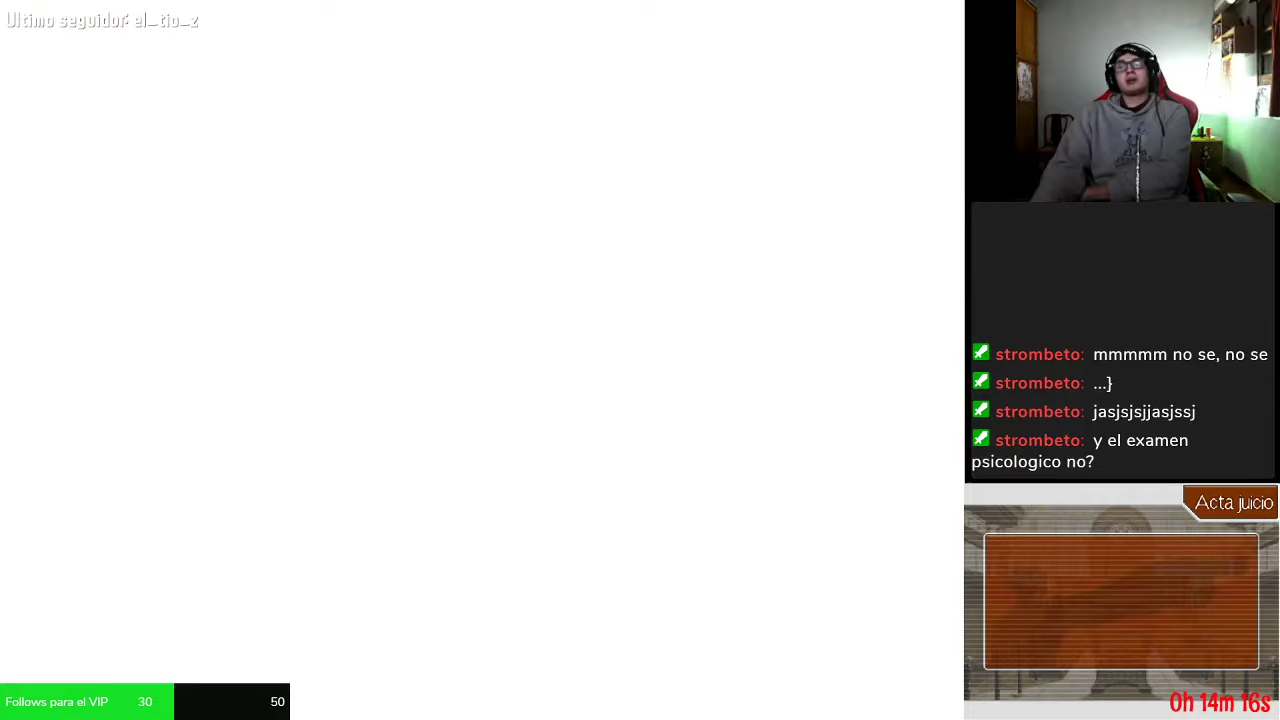 Ultimo seguidor: el_tio_z
strombeto: mmmmm no se, no se
strombeto: ...}
strombeto: jasjsjsjjasjssj
strombeto: y el examen
psicologico no?
Acta juicio
Follows para el VIP 30 50
0h 14m 16s